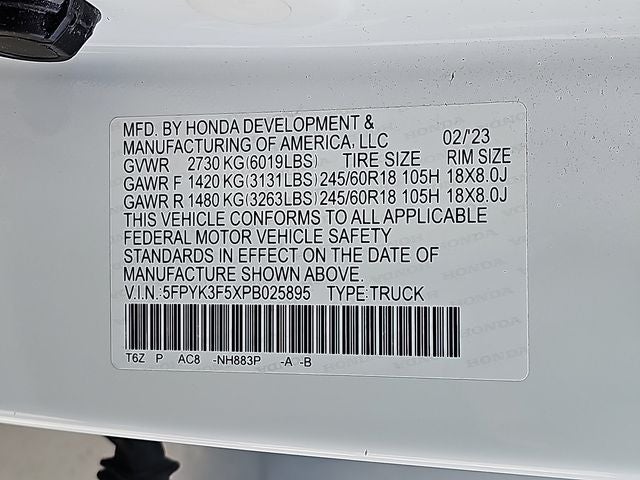 MFD. BY HONDA DEVELOPMENT &
MANUFACTURING OF AMERICA, LLC 02/'23
GVWR 2730 KG (6019LBS) TIRE SIZE RIM SIZE
GAWR F 1420 KG (3131LBS) 245/60R18 105H 18X8.0J
GAWR R 1480 KG (3263LBS) 245/60R18 105H 18X8.0J
THIS VEHICLE CONFORMS TO ALL APPLICABLE
FEDERAL MOTOR VEHICLE SAFETY
STANDARDS IN EFFECT ON THE DATE OF
MANUFACTURE SHOWN ABOVE.
V.I.N.:5FPYK3F5XPB025895 TYPE:TRUCK
T6Z P AC8 -NH883P -A -B